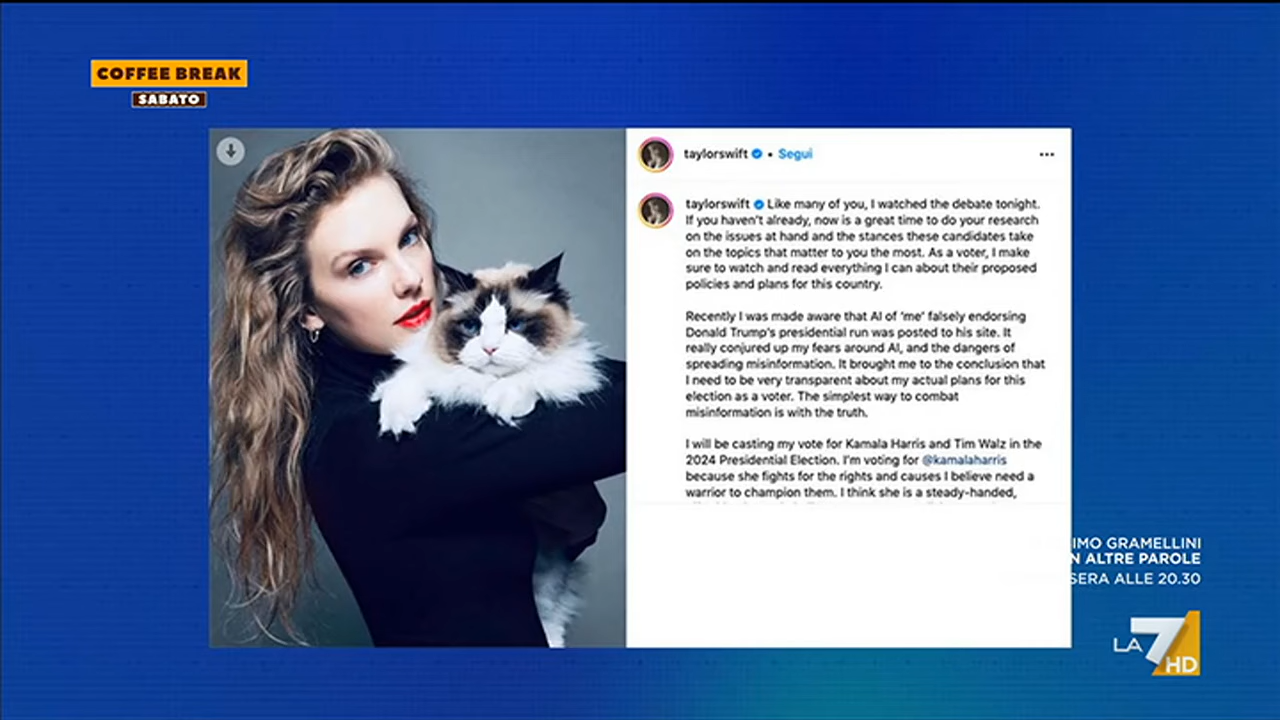 COFFEE BREAK
SABATO
taylorswift • Segui
taylorswift Like many of you, I watched the debate tonight.
If you haven't already, now is a great time to do your research
on the issues at hand and the stances these candidates take
on the topics that matter to you the most. As a voter, I make
sure to watch and read everything I can about their proposed
policies and plans for this country.
Recently I was made aware that AI of ‘me’ falsely endorsing
Donald Trump's presidential run was posted to his site. It
really conjured up my fears around AI, and the dangers of
spreading misinformation. It brought me to the conclusion that
I need to be very transparent about my actual plans for this
election as a voter. The simplest way to combat
misinformation is with the truth.
I will be casting my vote for Kamala Harris and Tim Walz in the
2024 Presidential Election. I'm voting for @kamalaharris
because she fights for the rights and causes I believe need a
warrior to champion them. I think she is a steady-handed,
GRAMELLINI
ALTRE PAROLE
SERA ALLE 20.30
LA7 HD